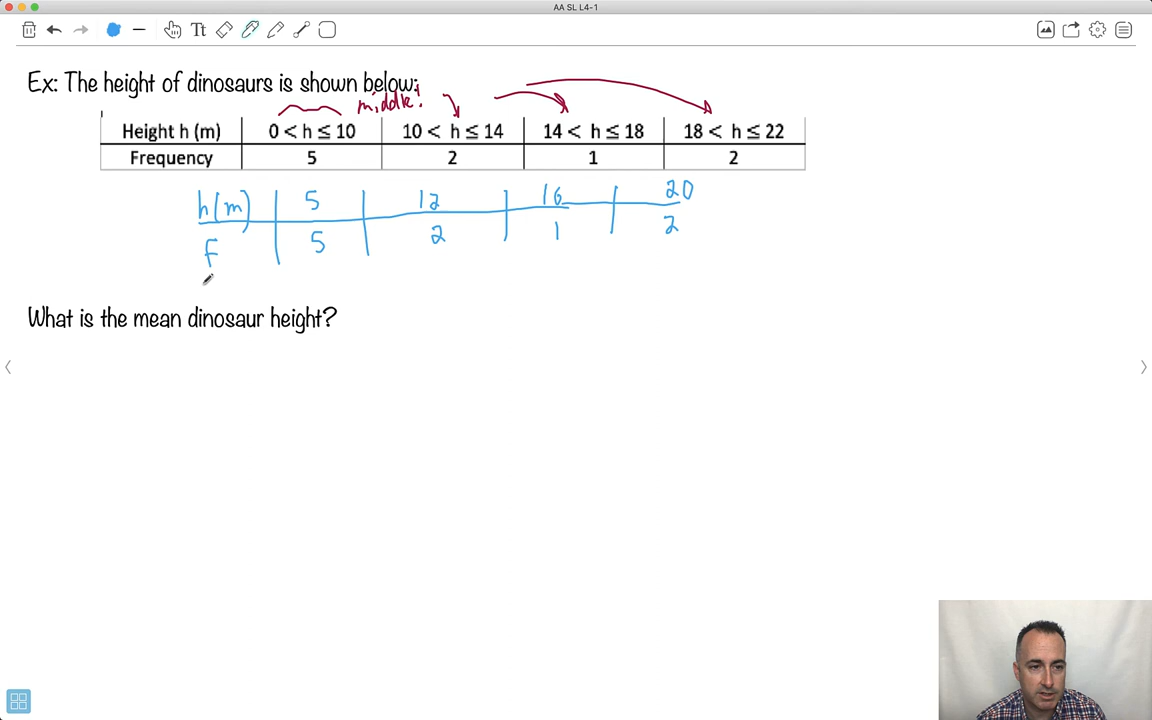 AA SL L4-1
Tt
Ex: The height of dinosaurs is shown below:
middle!
Height h (m) 0 < h ≤ 10 10 < h ≤ 14 14 < h ≤ 18 18 < h ≤ 22
Frequency 5 2 1 2
h(m) 5 12 16 20
F 5 2 1 2
What is the mean dinosaur height?